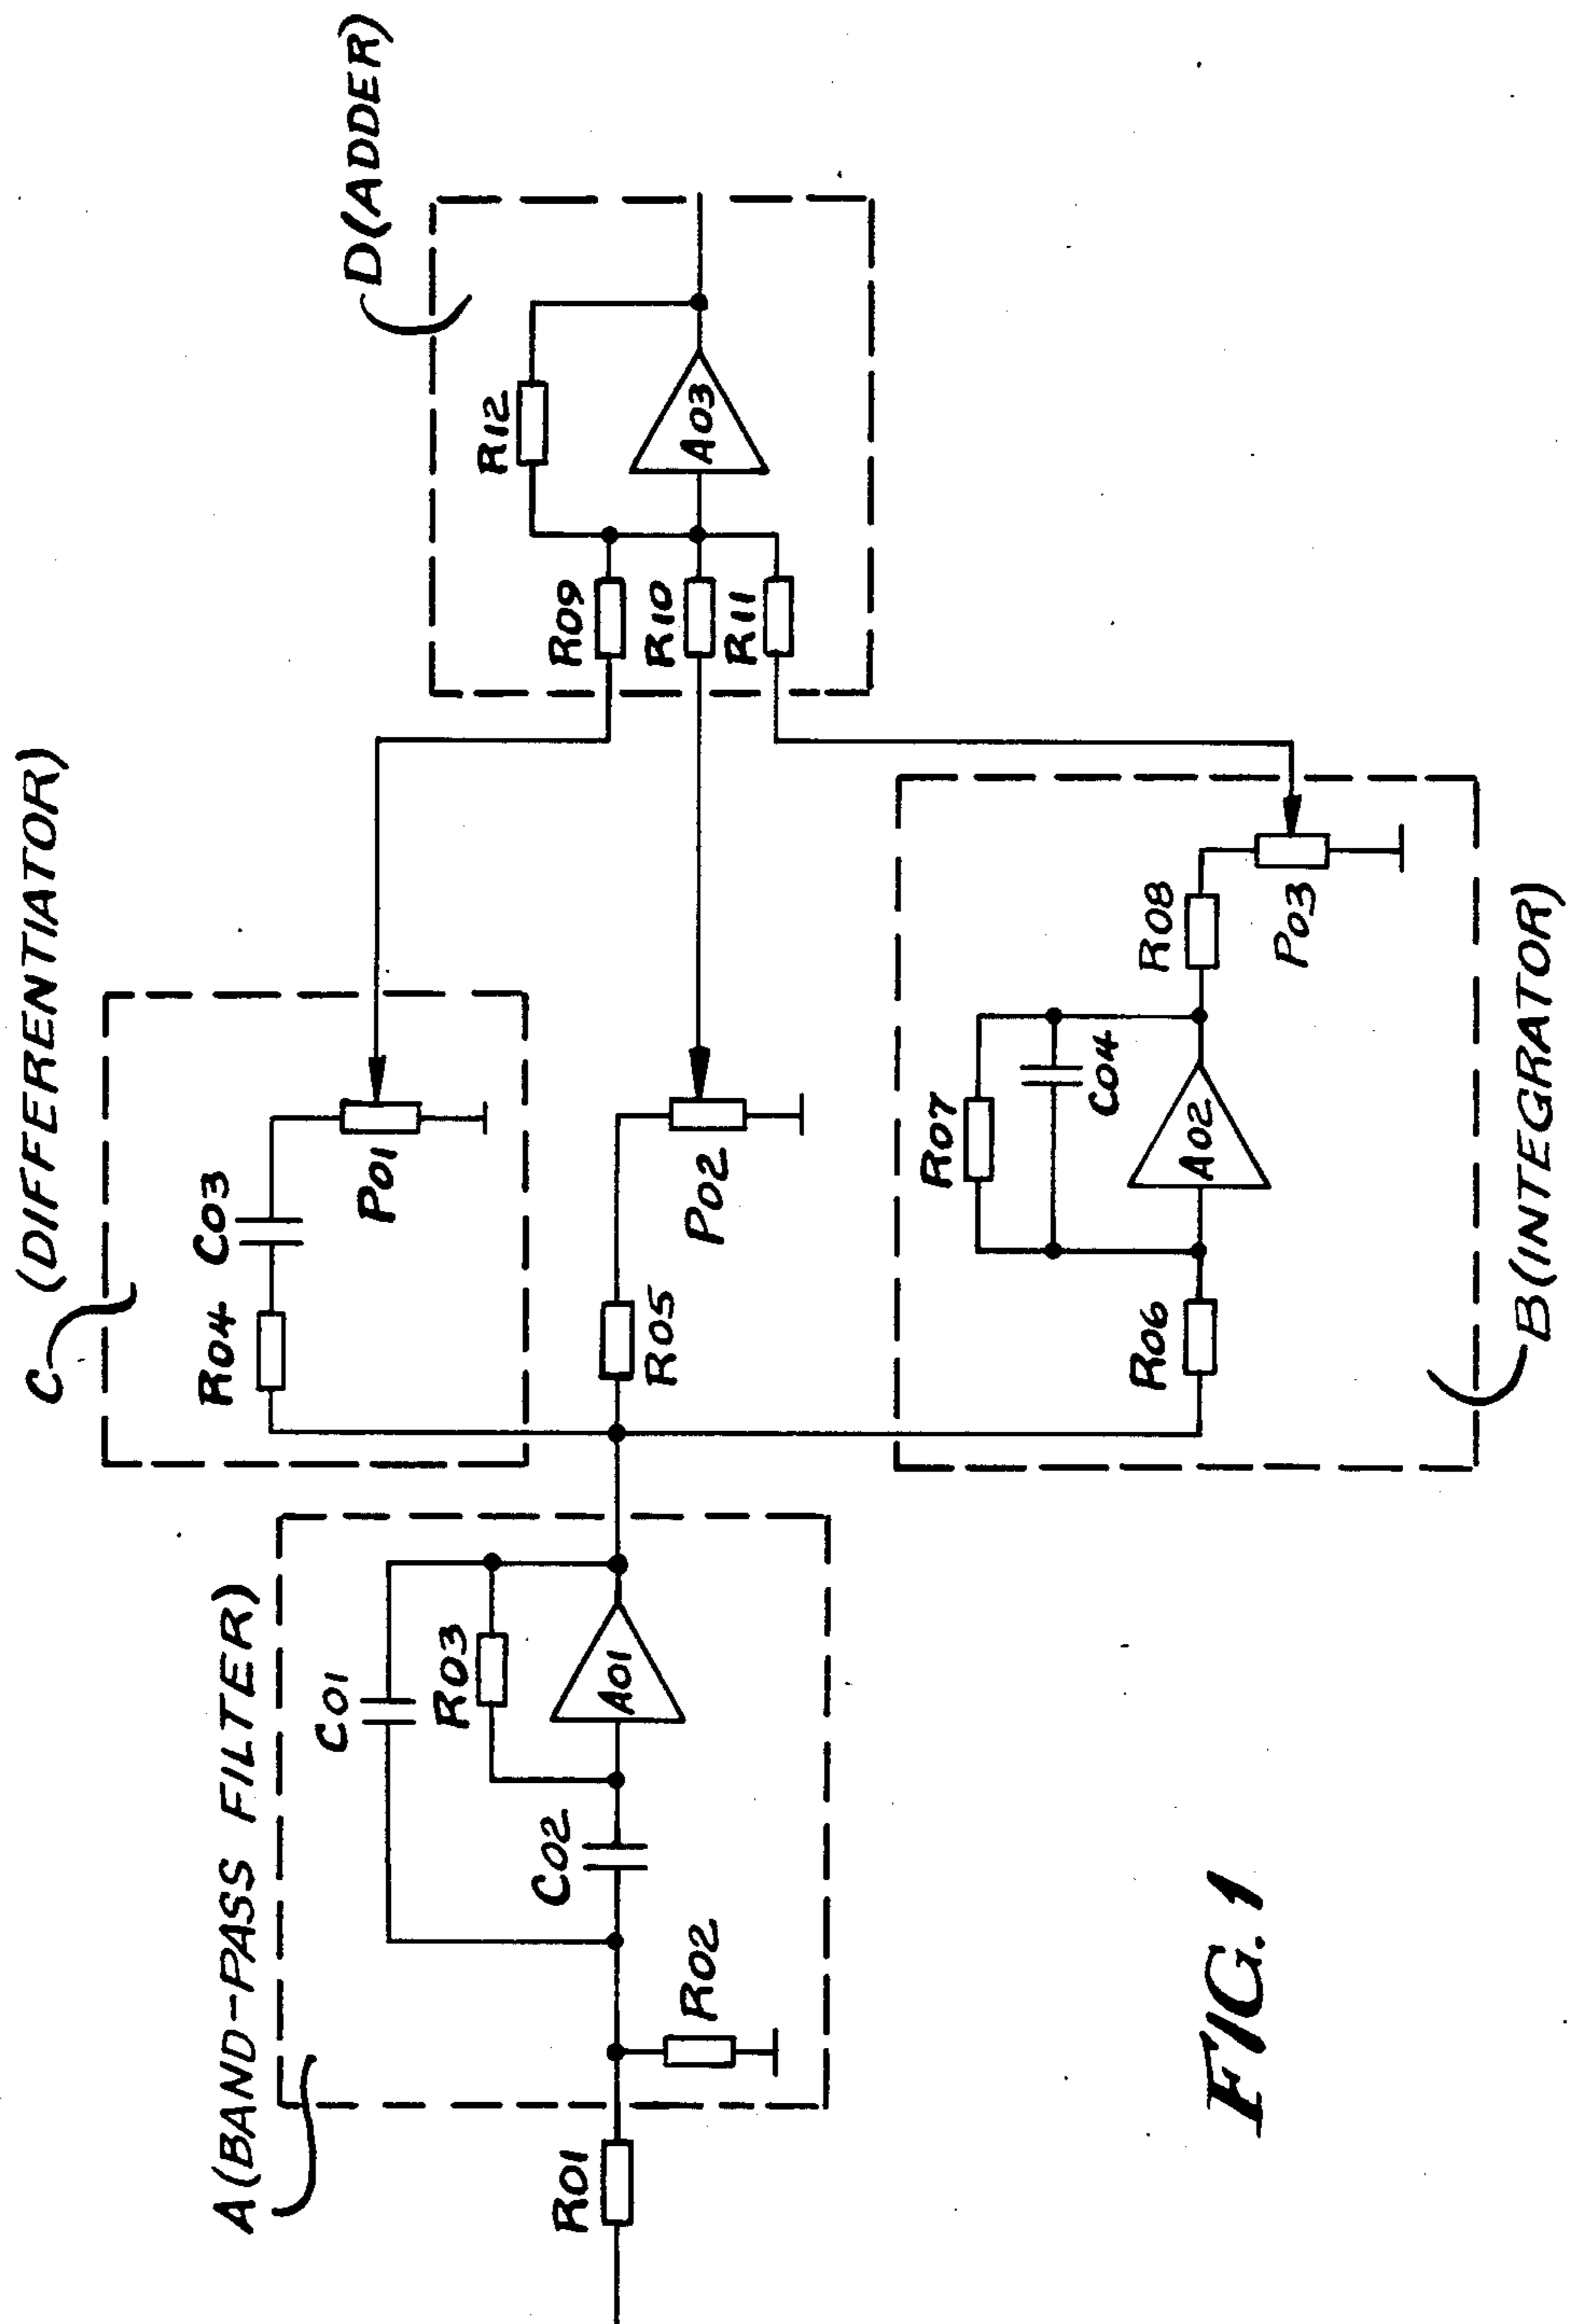 A(BAND-PASS FILTER)
R01
R02
C01
C02
R03
A01
C
(DIFFERENTIATOR)
R04
C03
P01
R05
P02
B(INTEGRATOR)
R06
R07
C04
A02
R08
P03
D(ADDER)
R09
R10
R11
R12
A03
FIG. 1